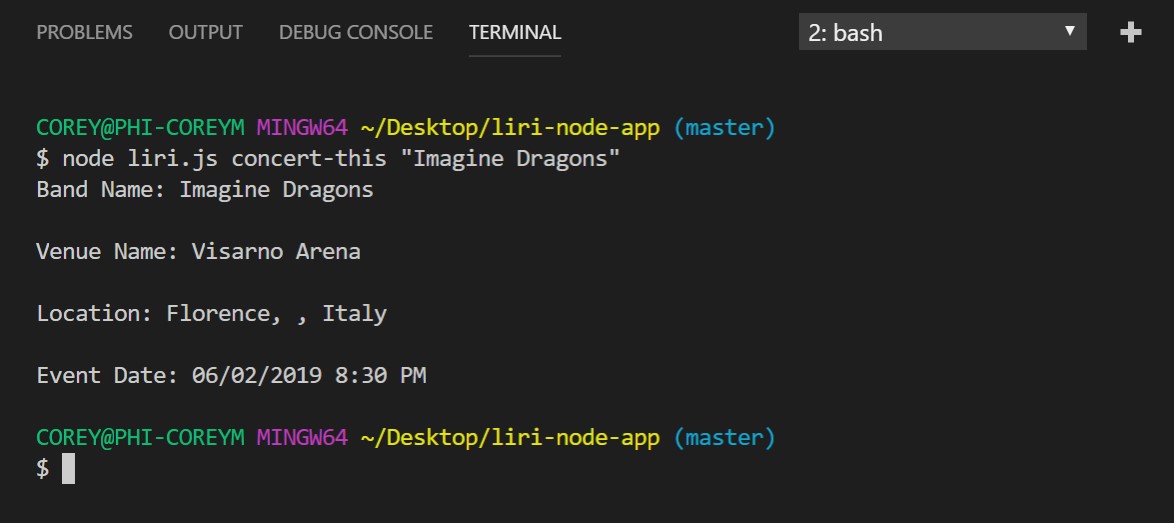 PROBLEMS OUTPUT DEBUG CONSOLE TERMINAL 2: bash
COREY@PHI-COREYM MINGW64 ~/Desktop/liri-node-app (master)
$ node liri.js concert-this "Imagine Dragons"
Band Name: Imagine Dragons
Venue Name: Visarno Arena
Location: Florence, , Italy
Event Date: 06/02/2019 8:30 PM
COREY@PHI-COREYM MINGW64 ~/Desktop/liri-node-app (master)
$